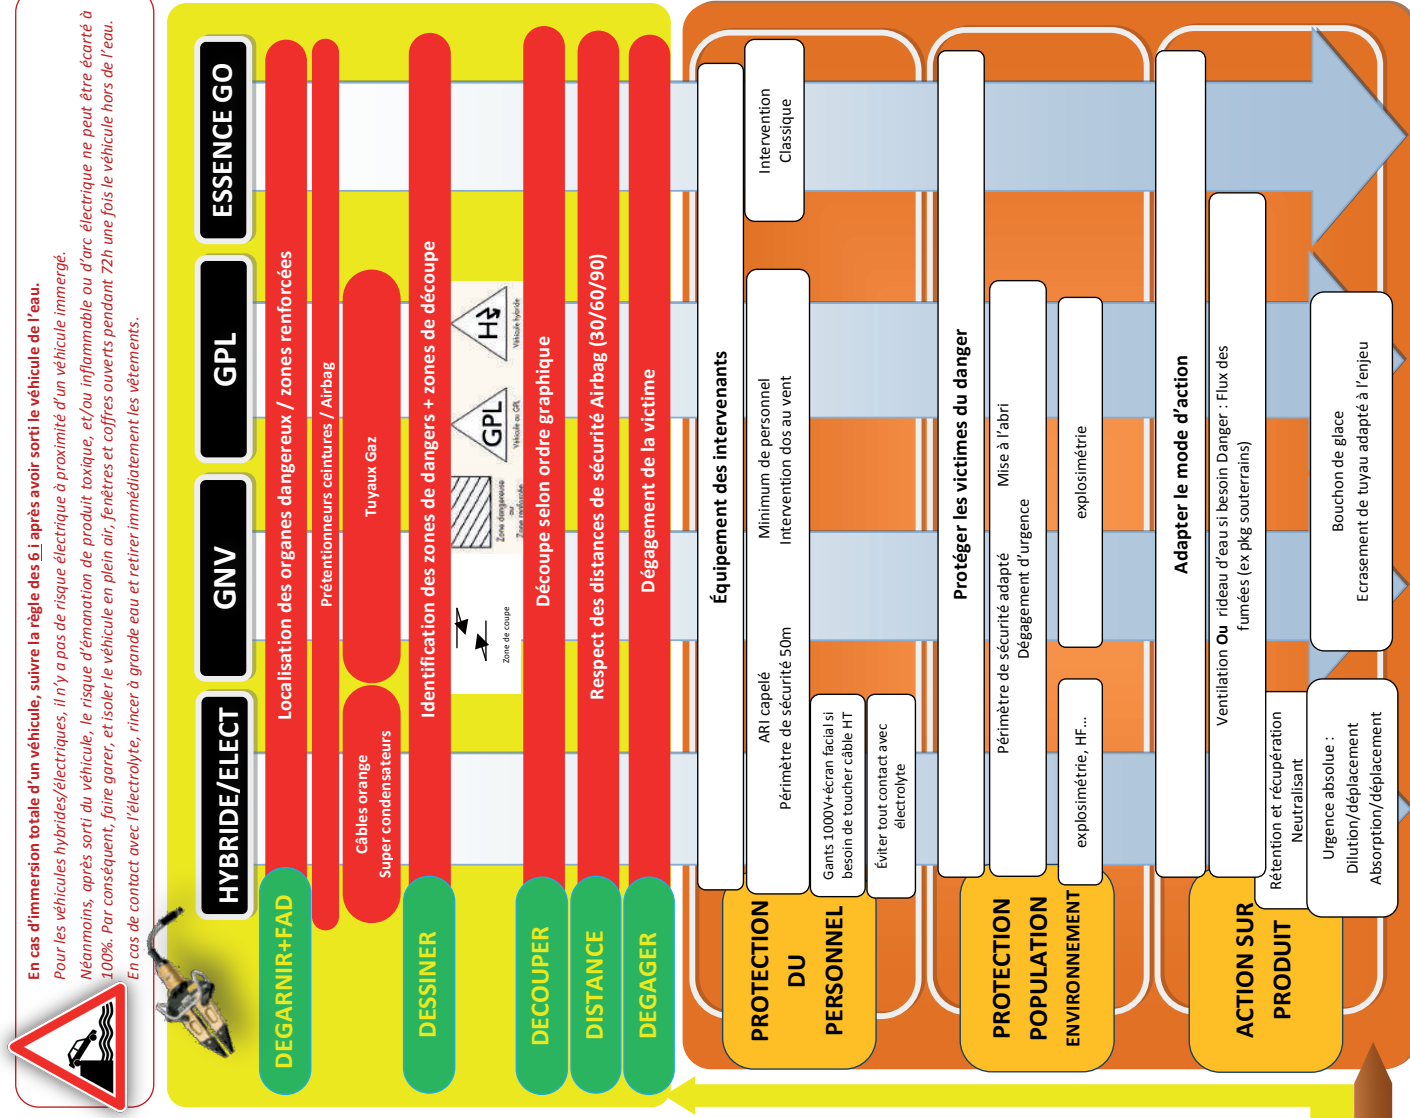 En cas d'immersion totale d'un véhicule, suivre la règle des 6 i après avoir sorti le véhicule de l'eau.
Pour les véhicules hybrides/électriques, il n'y a pas de risque électrique à proximité d'un véhicule immergé.
Néanmoins, après sorti du véhicule, le risque d'émanation de produit toxique, et/ou inflammable ou d'arc électrique ne peut être écarté à
100%. Par conséquent, faire garer, et isoler le véhicule en plein air, fenêtres et coffres ouverts pendant 72h une fois le véhicule hors de l'eau.
En cas de contact avec l'électrolyte, rincer à grande eau et retirer immédiatement les vêtements.
HYBRIDE/ELECT
GNV
GPL
ESSENCE GO
DEGARNIR+FAD
Localisation des organes dangereux / zones renforcées
Prétentionneurs ceintures / Airbag
Câbles orange
Super condensateurs
Tuyaux Gaz
DESSINER
Identification des zones de dangers + zones de découpe
Zone de coupe
Zone dangereuse
ou
Zone renforcée
GPL
Véhicule au GPL
H
Véhicule hybride
DECOUPER
Découpe selon ordre graphique
DISTANCE
Respect des distances de sécurité Airbag (30/60/90)
DEGAGER
Dégagement de la victime
PROTECTION
DU
PERSONNEL
Équipement des intervenants
ARI capelé
Périmètre de sécurité 50m
Minimum de personnel
Intervention dos au vent
Intervention
Classique
Gants 1000V+écran facial si
besoin de toucher câble HT
Éviter tout contact avec
électrolyte
PROTECTION
POPULATION
ENVIRONNEMENT
Protéger les victimes du danger
Périmètre de sécurité adapté
Mise à l'abri
Dégagement d'urgence
explosimétrie, HF…
explosimétrie
ACTION SUR
PRODUIT
Adapter le mode d'action
Ventilation Ou rideau d'eau si besoin Danger : Flux des
fumées (ex pkg souterrains)
Rétention et récupération
Neutralisant
Urgence absolue :
Dilution/déplacement
Absorption/déplacement
Bouchon de glace
Ecrasement de tuyau adapté à l'enjeu